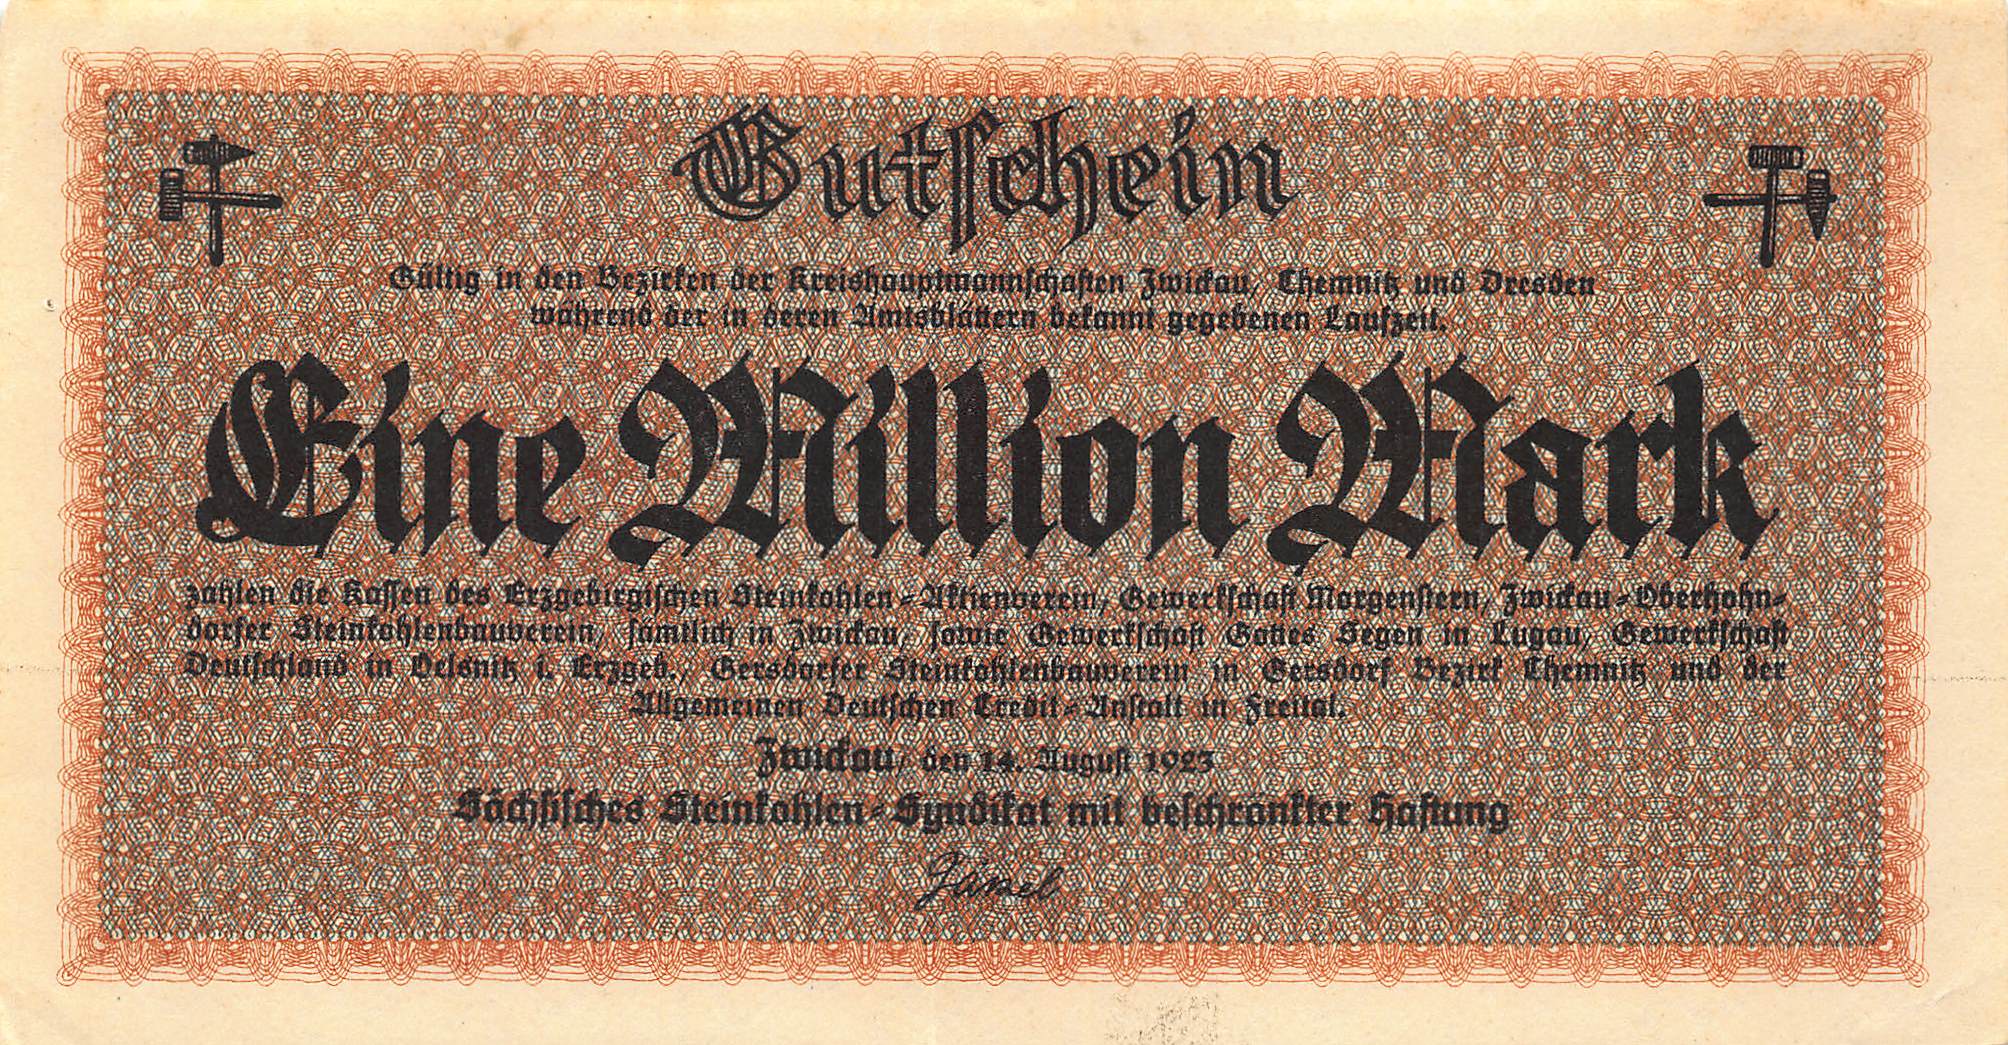 Gutschein
Gültig in den Bezirken der Kreishauptmannschaften Zwickau, Chemnitz und Dresden
während der in deren Amtsblättern bekannt gegebenen Laufzeit.
Eine Million Mark
zahlen die Kassen des Erzgebirgischen Steinkohlen-Aktienverein, Gewerkschaft Morgenstern, Zwickau-Oberhohn-
dorfer Steinkohlenbauverein, sämtlich in Zwickau, sowie Gewerkschaft Gottes Segen in Lugau, Gewerkschaft
Deutschland in Oelsnitz i. Erzgeb., Gersdorfer Steinkohlenbauverein in Gersdorf Bezirk Chemnitz und der
Allgemeinen Deutschen Credit-Anstalt in Freital.
Zwickau, den 14. August 1923
Sächsisches Steinkohlen-Syndikat mit beschränkter Haftung